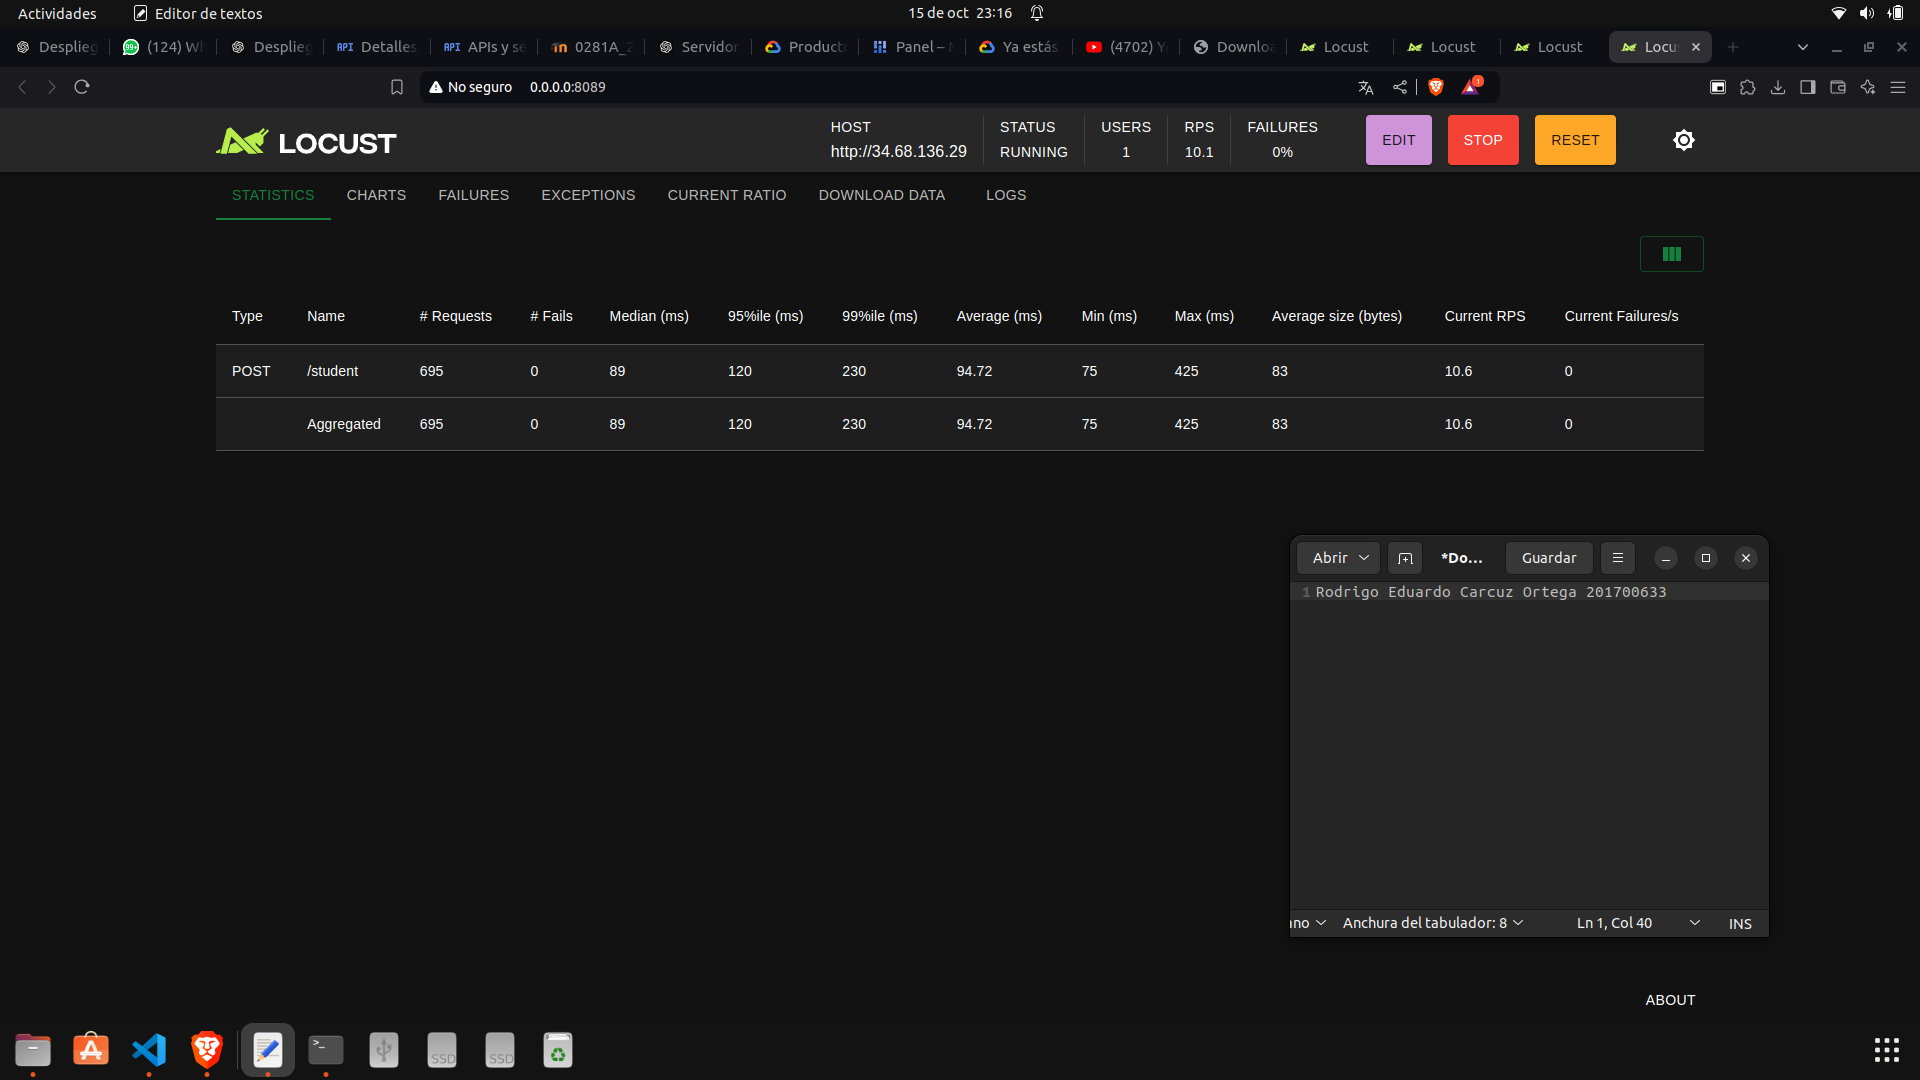 Actividades Editor de textos 15 de oct 23:16
Desplieg (124) Wh Desplieg API Detalles API APIs y se 0281A_2 Servidor Producto Panel – Ya estás (4702) Y Downloa Locust Locust Locust Locu
No seguro 0.0.0.0:8089 1
LOCUST
HOST STATUS USERS RPS FAILURES
http://34.68.136.29 RUNNING 1 10.1 0%
EDIT STOP RESET
STATISTICS CHARTS FAILURES EXCEPTIONS CURRENT RATIO DOWNLOAD DATA LOGS
Type Name # Requests # Fails Median (ms) 95%ile (ms) 99%ile (ms) Average (ms) Min (ms) Max (ms) Average size (bytes) Current RPS Current Failures/s
POST /student 695 0 89 120 230 94.72 75 425 83 10.6 0
Aggregated 695 0 89 120 230 94.72 75 425 83 10.6 0
Abrir *Do... Guardar
1 Rodrigo Eduardo Carcuz Ortega 201700633
ano Anchura del tabulador: 8 Ln 1, Col 40 INS
ABOUT
SSD SSD